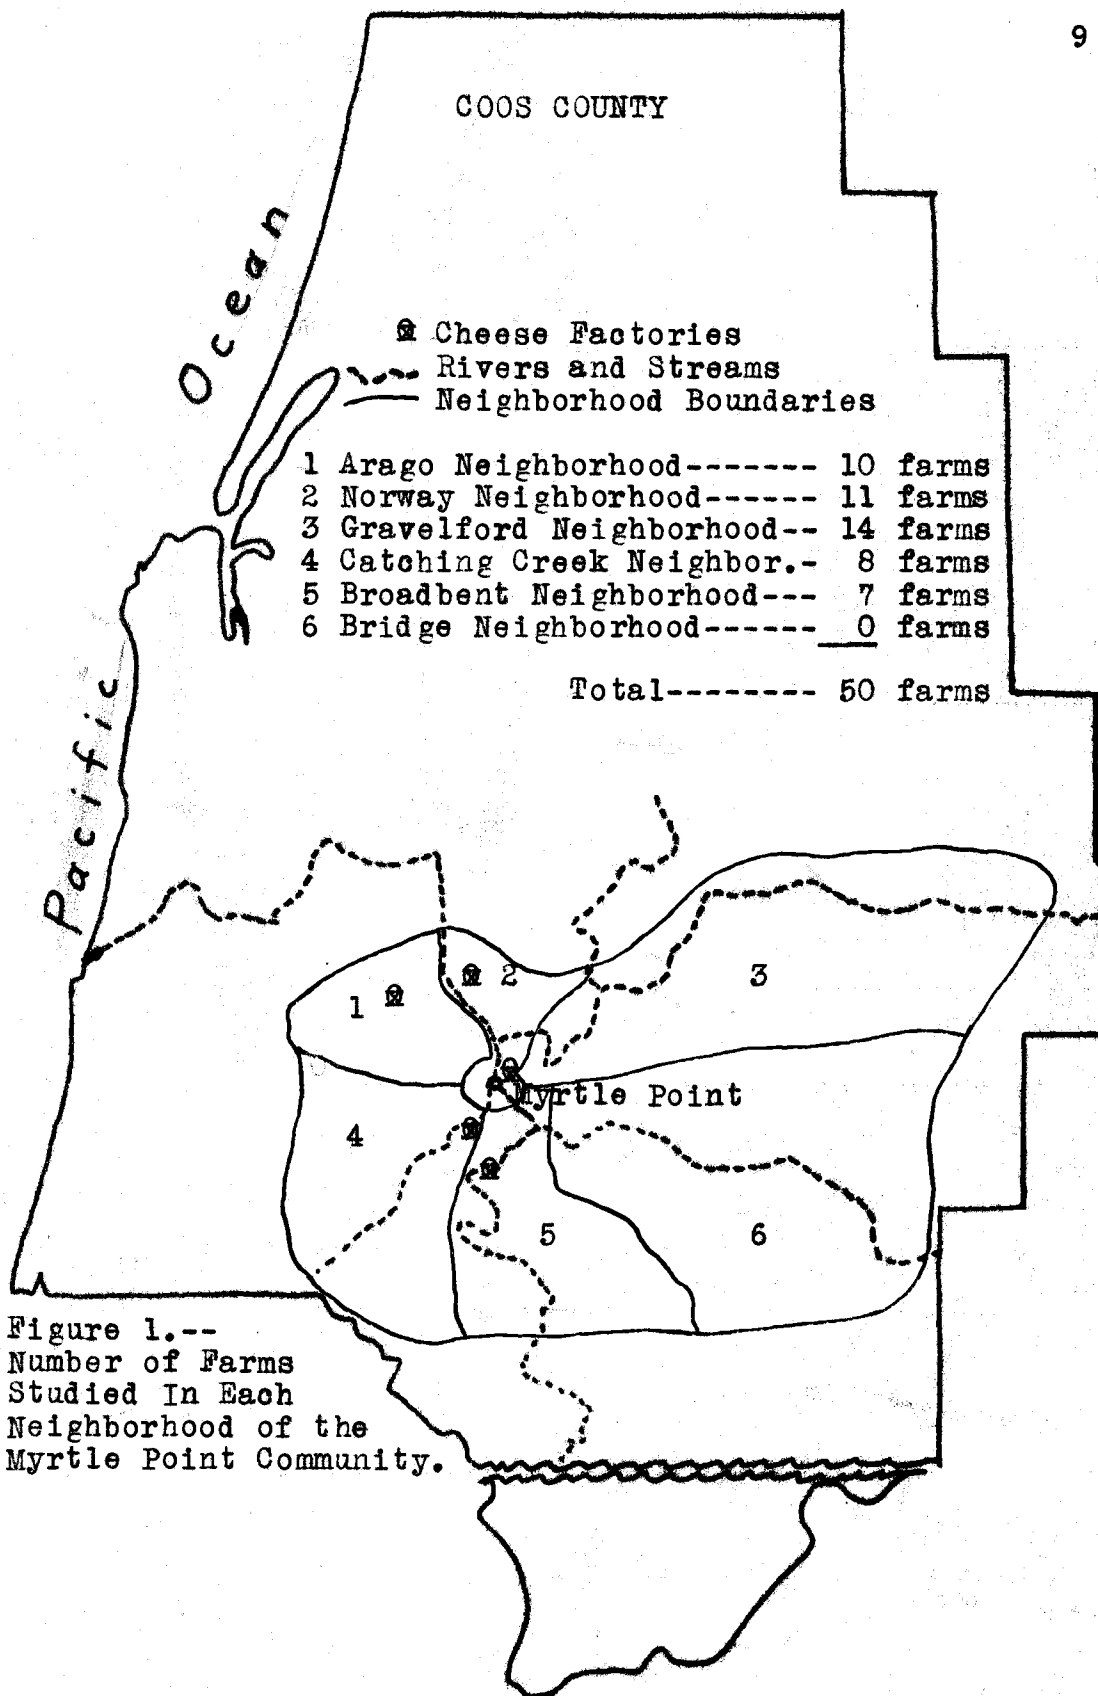 9
COOS COUNTY
Ocean
Cheese Factories
Rivers and Streams
Neighborhood Boundaries
1 Arago Neighborhood------- 10 farms
2 Norway Neighborhood------ 11 farms
3 Gravelford Neighborhood-- 14 farms
4 Catching Creek Neighbor.- 8 farms
5 Broadbent Neighborhood--- 7 farms
6 Bridge Neighborhood------ 0 farms
Total-------- 50 farms
Pacific
2
3
1
Myrtle Point
4
5
6
Figure 1.--
Number of Farms
Studied In Each
Neighborhood of the
Myrtle Point Community.